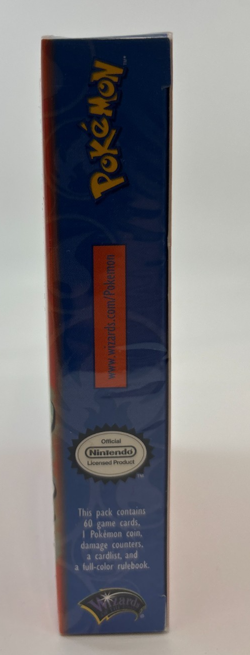 POKéMON
www.wizards.com/Pokemon
Official
Nintendo
Licensed Product
This pack contains
60 game cards,
1 Pokémon coin,
damage counters,
a cardlist, and
a full-color rulebook.
Wizards